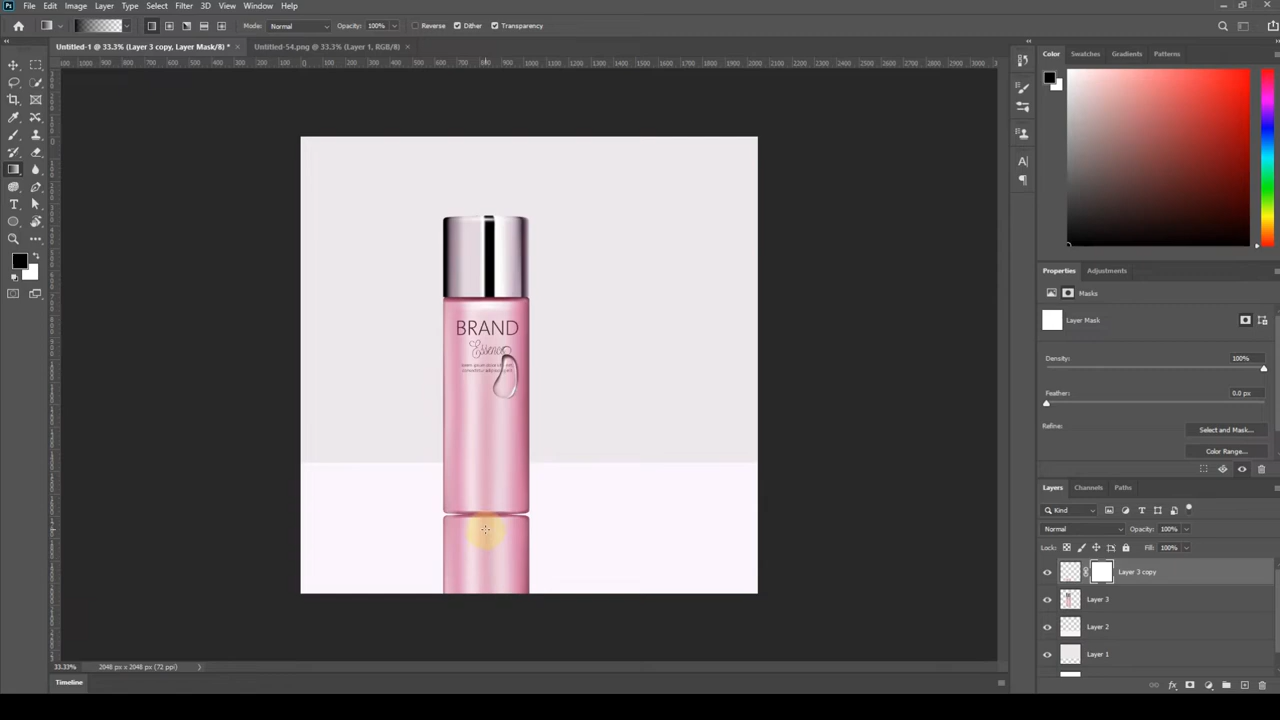 File Edit Image Layer Type Select Filter 3D View Window Help
Mode: Normal Opacity: 100% Reverse Dither Transparency
Untitled-1 @ 33.3% (Layer 3 copy, Layer Mask/8) * × Untitled-54.png @ 33.3% (Layer 1, RGB/8) ×
Color Swatches Gradients Patterns
BRAND
Essence
Properties Adjustments
Masks
Layer Mask
Density: 100%
Feather: 0.0 px
Refine: Select and Mask...
Color Range...
Layers Channels Paths
Kind
Normal Opacity: 100%
Lock: Fill: 100%
Layer 3 copy
Layer 3
Layer 2
Layer 1
33.33% 2048 px x 2048 px (72 ppi)
Timeline